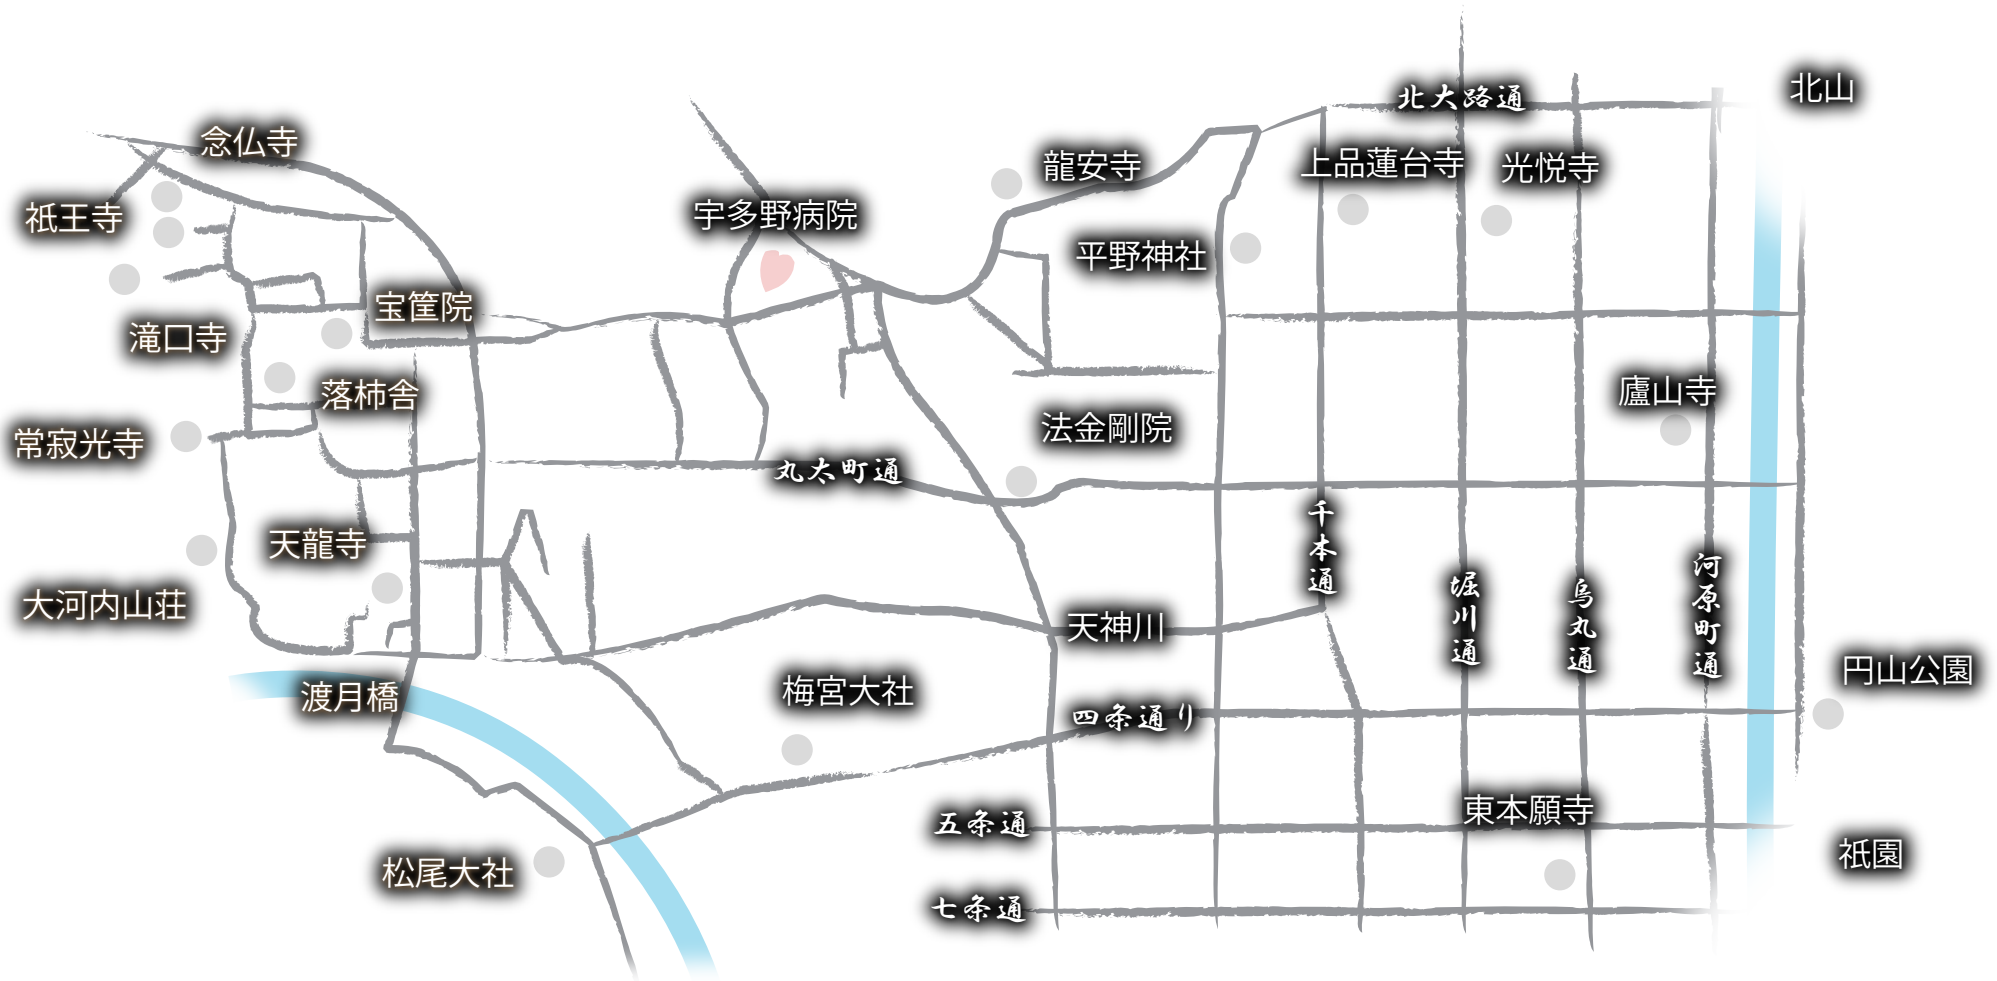 北山
北大路通
念仏寺
龍安寺
上品蓮台寺
光悦寺
祇王寺
宇多野病院
平野神社
宝筐院
滝口寺
落柿舎
廬山寺
常寂光寺
法金剛院
丸太町通
千本通
天龍寺
大河内山荘
堀川通
烏丸通
河原町通
天神川
円山公園
渡月橋
梅宮大社
四条通り
東本願寺
五条通
祇園
松尾大社
七条通